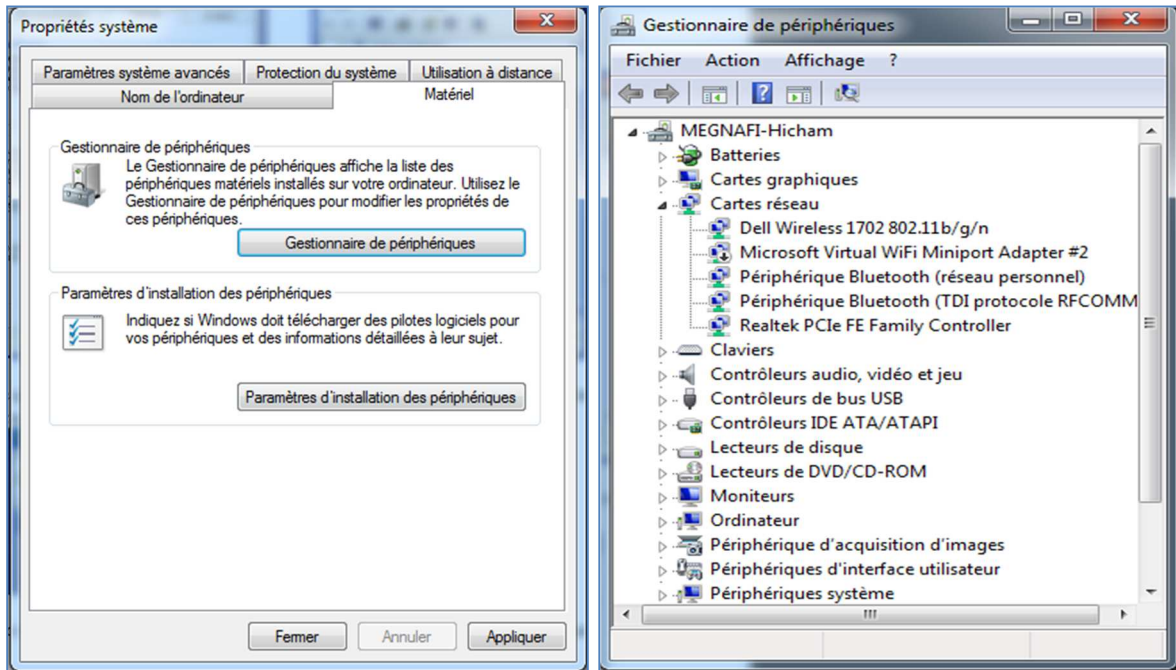 Propriétés système
Paramètres système avancés
Protection du système
Utilisation à distance
Nom de l'ordinateur
Matériel
Gestionnaire de périphériques
Le Gestionnaire de périphériques affiche la liste des
périphériques matériels installés sur votre ordinateur. Utilisez le
Gestionnaire de périphériques pour modifier les propriétés de
ces périphériques.
Gestionnaire de périphériques
Paramètres d'installation des périphériques
Indiquez si Windows doit télécharger des pilotes logiciels pour
vos périphériques et des informations détaillées à leur sujet.
Paramètres d'installation des périphériques
Fermer
Annuler
Appliquer
Gestionnaire de périphériques
Fichier Action Affichage ?
MEGNAFI-Hicham
Batteries
Cartes graphiques
Cartes réseau
Dell Wireless 1702 802.11b/g/n
Microsoft Virtual WiFi Miniport Adapter #2
Périphérique Bluetooth (réseau personnel)
Périphérique Bluetooth (TDI protocole RFCOMM
Realtek PCIe FE Family Controller
Claviers
Contrôleurs audio, vidéo et jeu
Contrôleurs de bus USB
Contrôleurs IDE ATA/ATAPI
Lecteurs de disque
Lecteurs de DVD/CD-ROM
Moniteurs
Ordinateur
Périphérique d'acquisition d'images
Périphériques d'interface utilisateur
Périphériques système